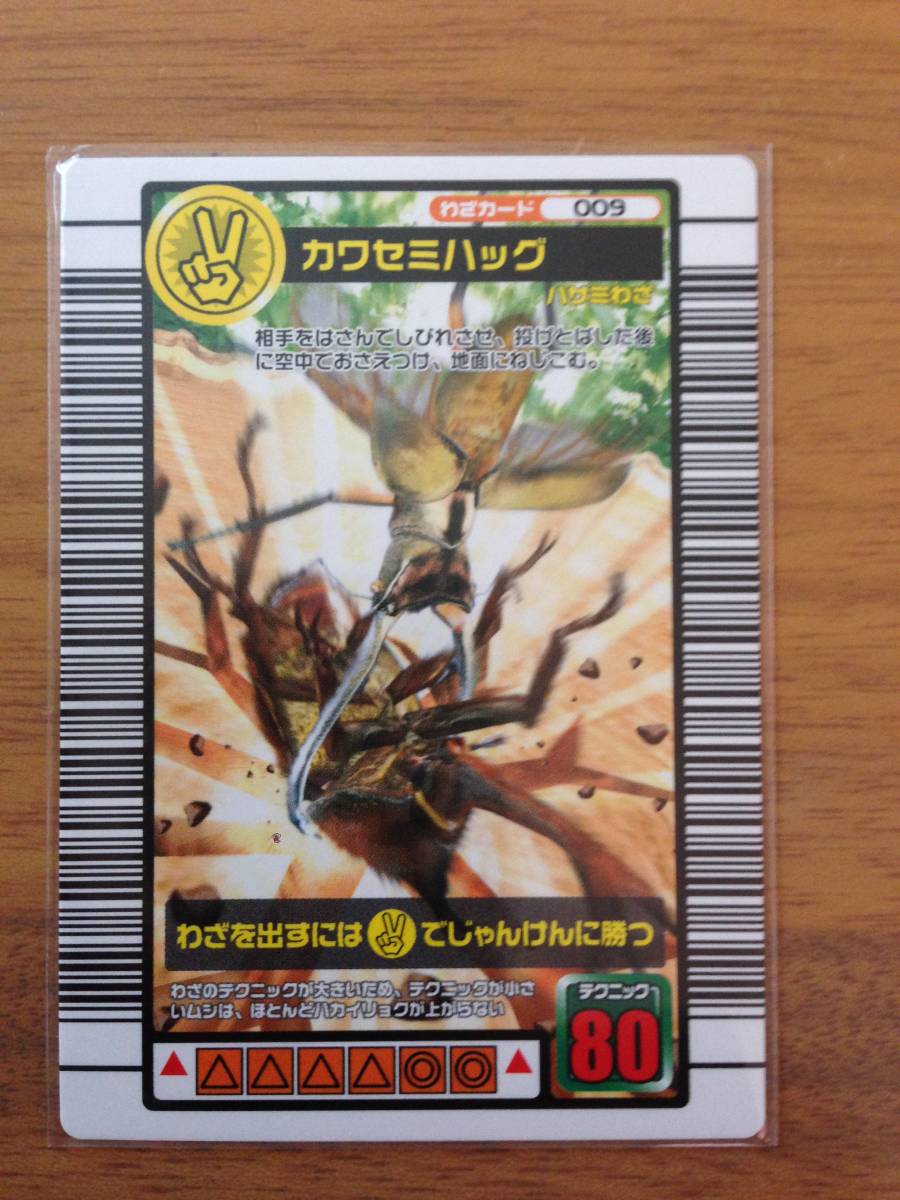 わざカード 009
カワセミハッグ
ハサミわざ
相手をはさんでしびれさせ、投げとばした後
に空中でおさえつけ、地面にねじこむ。
わざを出すには でじゃんけんに勝つ
わざのテクニックが大きいため、テクニックが小さ
いムシは、ほとんどハカイリョクが上がらない
テクニック
80